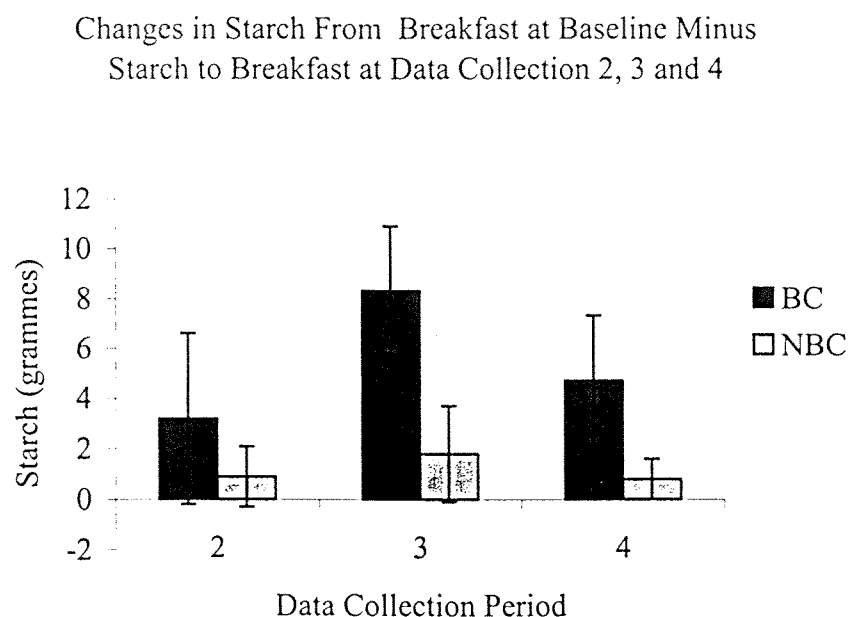 Changes in Starch From Breakfast at Baseline Minus
Starch to Breakfast at Data Collection 2, 3 and 4
12
10
8
6
4
2
0
-2
Starch (grammes)
2
3
4
Data Collection Period
BC
NBC